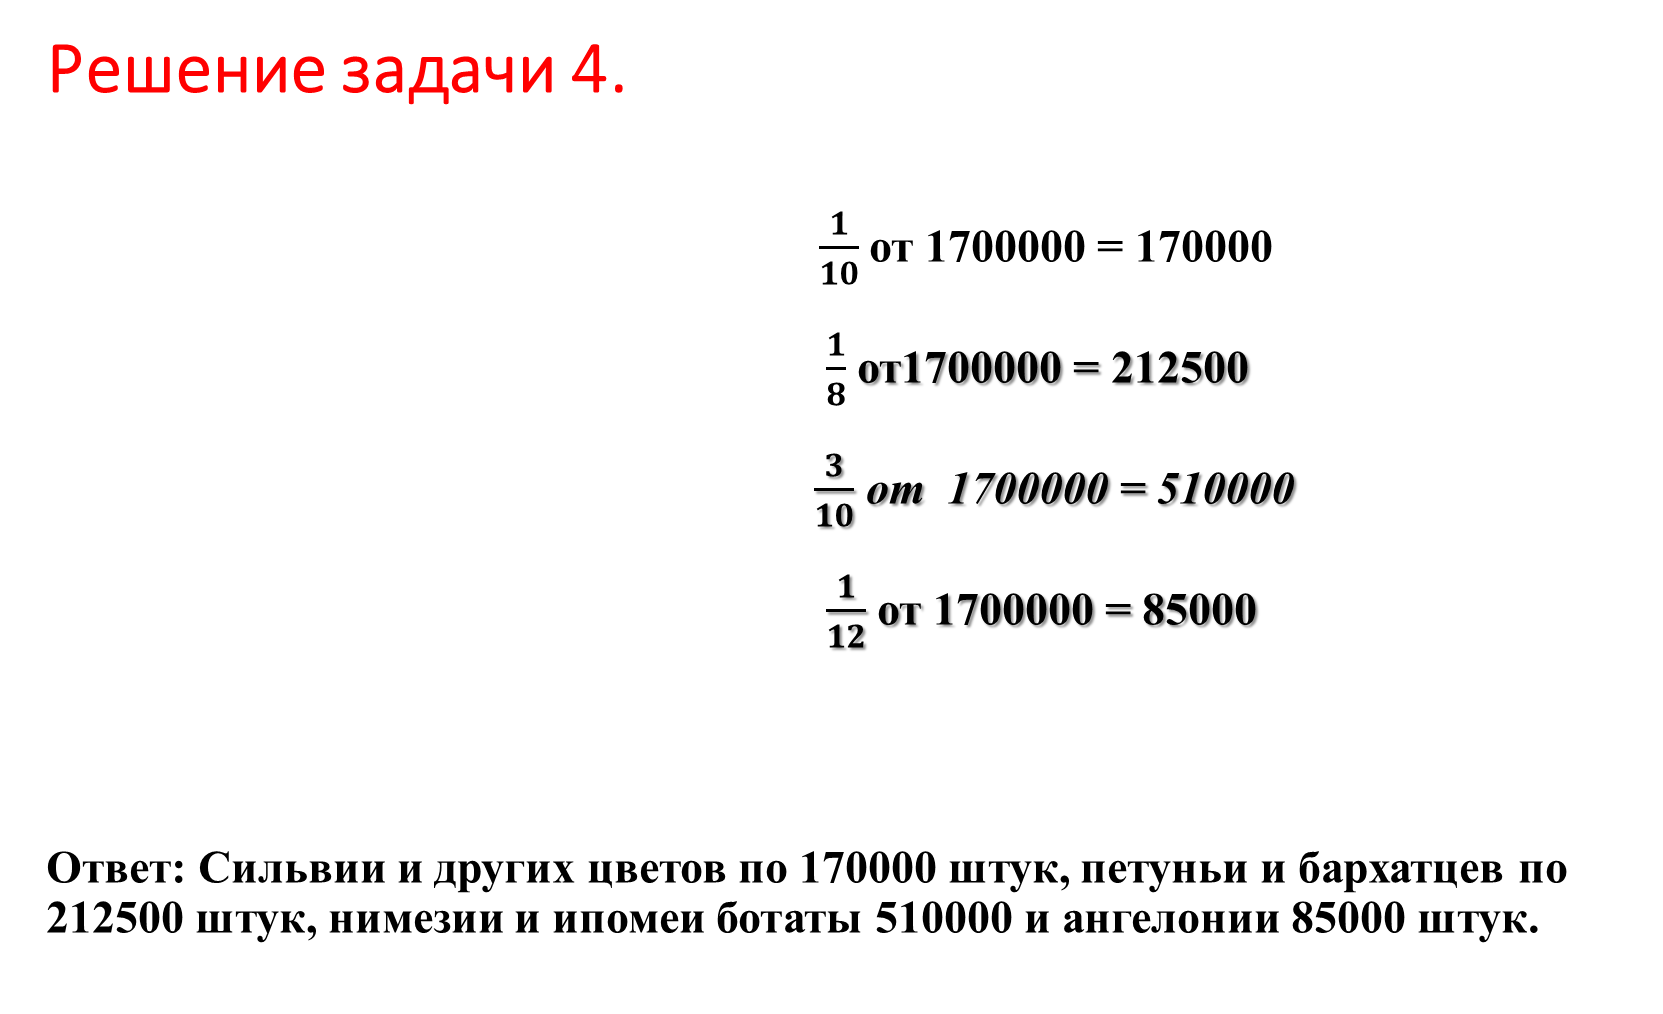 Решение задачи 4.
1/10 от 1700000 = 170000
1/8 от1700000 = 212500
3/10 от 1700000 = 510000
1/12 от 1700000 = 85000
Ответ: Сильвии и других цветов по 170000 штук, петуньи и бархатцев по
212500 штук, нимезии и ипомеи ботаты 510000 и ангелонии 85000 штук.